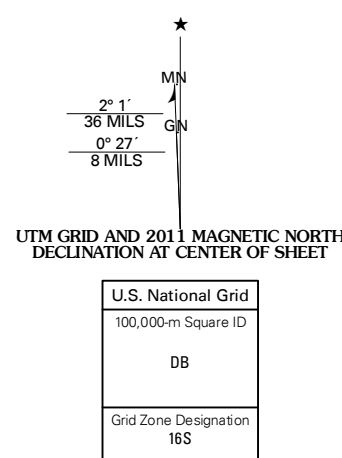 ★
MN
2° 1´
36 MILS
GN
0° 27´
8 MILS
UTM GRID AND 2011 MAGNETIC NORTH
DECLINATION AT CENTER OF SHEET
U.S. National Grid
100,000-m Square ID
DB
Grid Zone Designation
16S